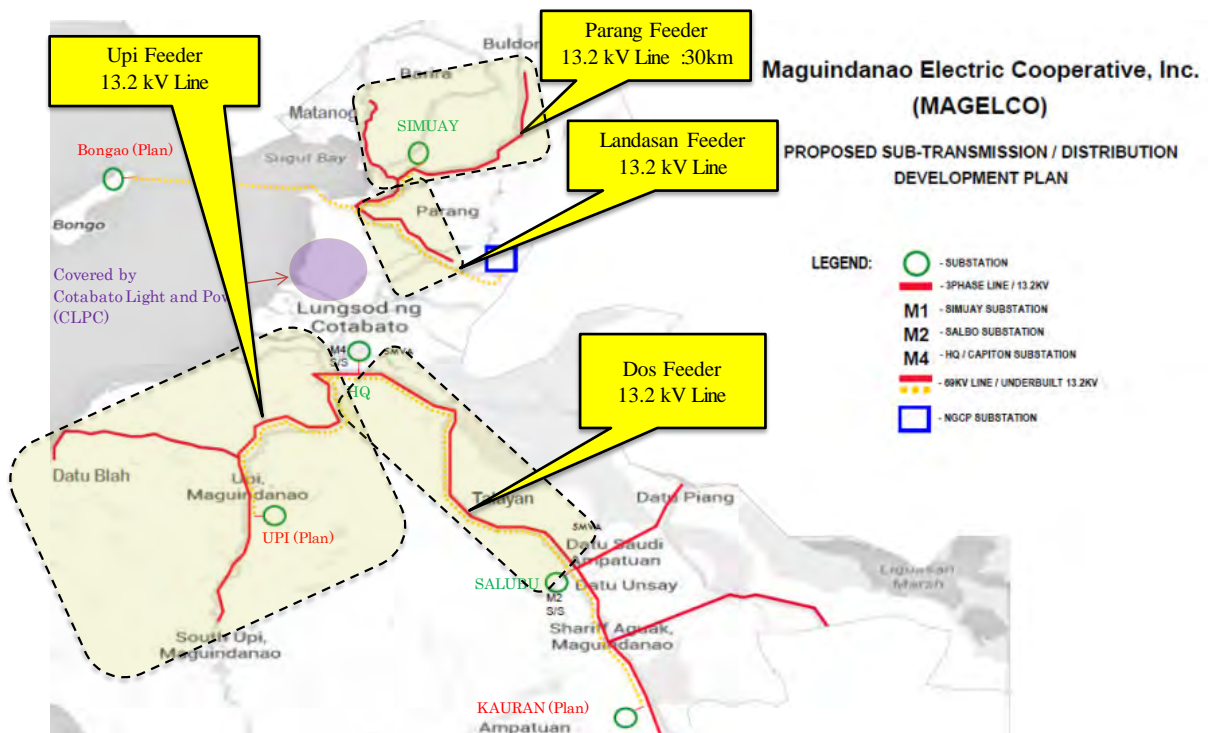 Upi Feeder
13.2 kV Line
Parang Feeder
13.2 kV Line :30km
Landasan Feeder
13.2 kV Line
Dos Feeder
13.2 kV Line
Maguindanao Electric Cooperative, Inc.
(MAGELCO)
PROPOSED SUB-TRANSMISSION / DISTRIBUTION
DEVELOPMENT PLAN
LEGEND:
- SUBSTATION
- 3PHASE LINE / 13.2KV
M1 - SIMUAY SUBSTATION
M2 - SALBO SUBSTATION
M4 - HQ / CAPITON SUBSTATION
- 69KV LINE / UNDERBUILT 13.2KV
- NGCP SUBSTATION
Buldon
Barira
Matanog
SIMUAY
Bongao (Plan)
Sugut Bay
Bongo
Parang
Covered by
Cotabato Light and Pow
(CLPC)
Lungsod ng
Cotabato
M4
S/S
5MVA
HQ
Datu Blah
Upi,
Maguindanao
UPI (Plan)
South Upi,
Maguindanao
Talayan
Datu Piang
5MVA
Datu Saudi
Ampatuan
Datu Unsay
M2
S/S
Shariff Aguak,
Maguindanao
Liguasan
Marsh
KAURAN (Plan)
Ampatuan